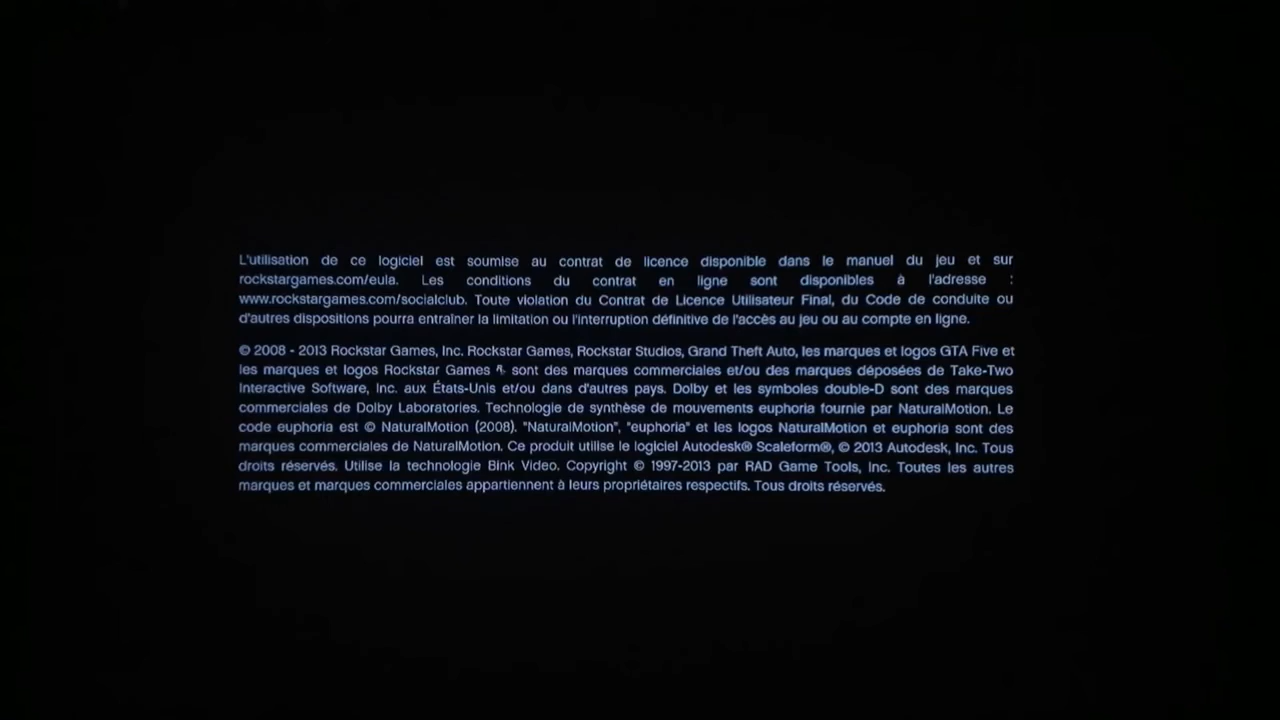 L'utilisation de ce logiciel est soumise au contrat de licence disponible dans le manuel du jeu et sur
rockstargames.com/eula. Les conditions du contrat en ligne sont disponibles à l'adresse :
www.rockstargames.com/socialclub. Toute violation du Contrat de Licence Utilisateur Final, du Code de conduite ou
d'autres dispositions pourra entraîner la limitation ou l'interruption définitive de l'accès au jeu ou au compte en ligne.
© 2008 - 2013 Rockstar Games, Inc. Rockstar Games, Rockstar Studios, Grand Theft Auto, les marques et logos GTA Five et
les marques et logos Rockstar Games R* sont des marques commerciales et/ou des marques déposées de Take-Two
Interactive Software, Inc. aux États-Unis et/ou dans d'autres pays. Dolby et les symboles double-D sont des marques
commerciales de Dolby Laboratories. Technologie de synthèse de mouvements euphoria fournie par NaturalMotion. Le
code euphoria est © NaturalMotion (2008). "NaturalMotion", "euphoria" et les logos NaturalMotion et euphoria sont des
marques commerciales de NaturalMotion. Ce produit utilise le logiciel Autodesk® Scaleform®, © 2013 Autodesk, Inc. Tous
droits réservés. Utilise la technologie Bink Video. Copyright © 1997-2013 par RAD Game Tools, Inc. Toutes les autres
marques et marques commerciales appartiennent à leurs propriétaires respectifs. Tous droits réservés.